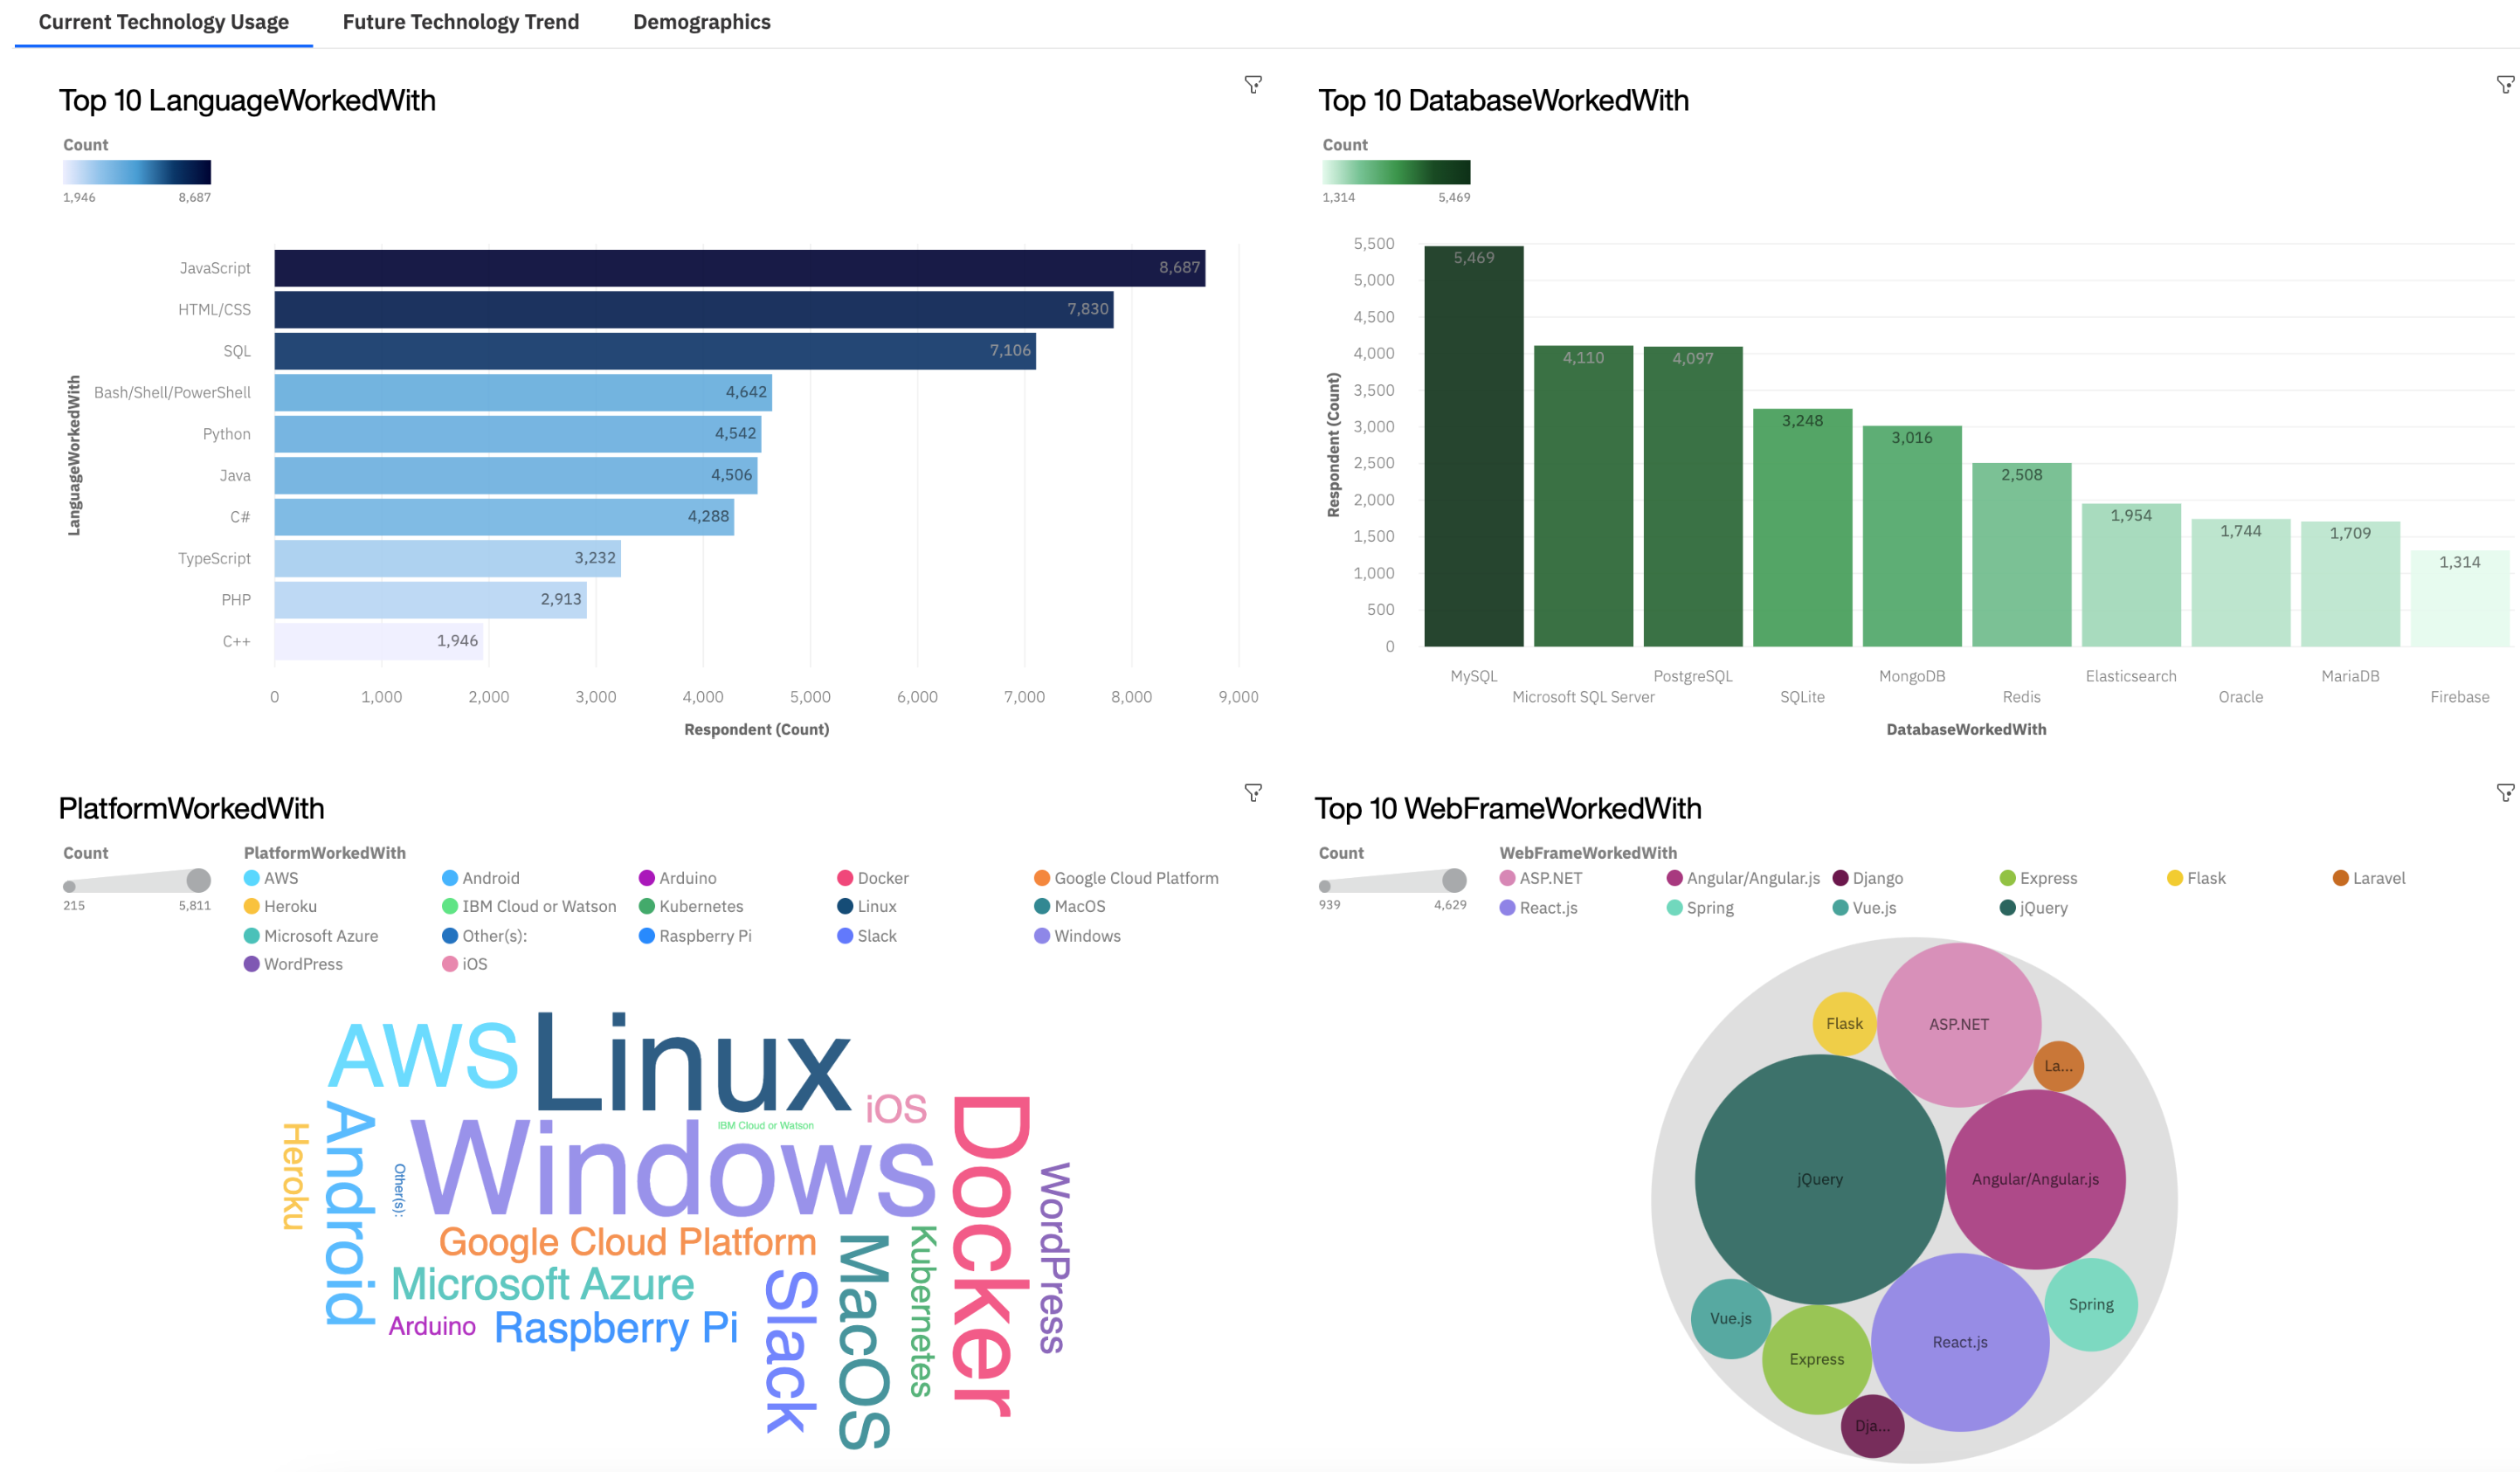 Current Technology Usage
Future Technology Trend
Demographics
Top 10 LanguageWorkedWith
Count
1,946 8,687
LanguageWorkedWith
JavaScript 8,687
HTML/CSS 7,830
SQL 7,106
Bash/Shell/PowerShell 4,642
Python 4,542
Java 4,506
C# 4,288
TypeScript 3,232
PHP 2,913
C++ 1,946
0 1,000 2,000 3,000 4,000 5,000 6,000 7,000 8,000 9,000
Respondent (Count)
Top 10 DatabaseWorkedWith
Count
1,314 5,469
Respondent (Count)
5,500
5,000
4,500
4,000
3,500
3,000
2,500
2,000
1,500
1,000
500
0
5,469
4,110
4,097
3,248
3,016
2,508
1,954
1,744
1,709
1,314
MySQL
Microsoft SQL Server
PostgreSQL
SQLite
MongoDB
Redis
Elasticsearch
Oracle
MariaDB
Firebase
DatabaseWorkedWith
PlatformWorkedWith
Count
215 5,811
PlatformWorkedWith
AWS Android Arduino Docker Google Cloud Platform
Heroku IBM Cloud or Watson Kubernetes Linux MacOS
Microsoft Azure Other(s): Raspberry Pi Slack Windows
WordPress iOS
AWS
Linux
iOS
IBM Cloud or Watson
Docker
Heroku
Android
Other(s):
Windows
WordPress
Google Cloud Platform
Kubernetes
MacOS
Microsoft Azure
Slack
Arduino
Raspberry Pi
Top 10 WebFrameWorkedWith
Count
939 4,629
WebFrameWorkedWith
ASP.NET Angular/Angular.js Django Express Flask Laravel
React.js Spring Vue.js jQuery
Flask
ASP.NET
La...
jQuery
Angular/Angular.js
Spring
Vue.js
React.js
Express
Dja...